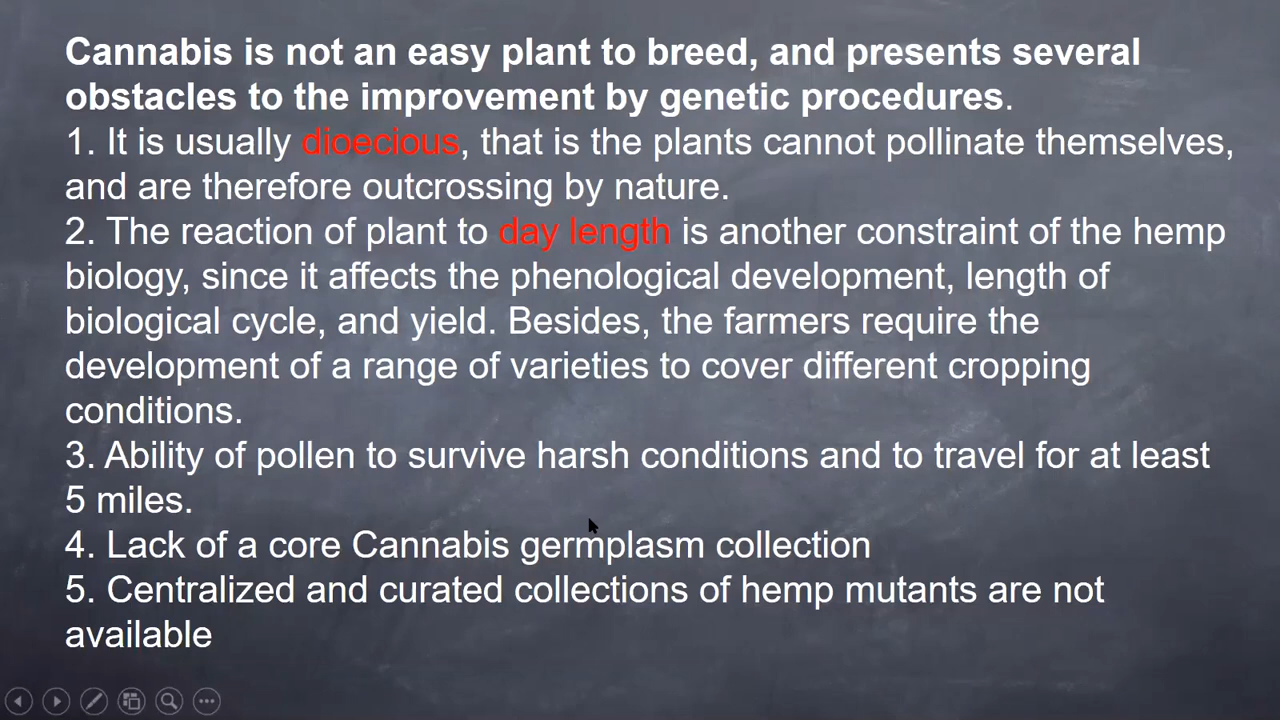 Cannabis is not an easy plant to breed, and presents several
obstacles to the improvement by genetic procedures.
1. It is usually dioecious, that is the plants cannot pollinate themselves,
and are therefore outcrossing by nature.
2. The reaction of plant to day length is another constraint of the hemp
biology, since it affects the phenological development, length of
biological cycle, and yield. Besides, the farmers require the
development of a range of varieties to cover different cropping
conditions.
3. Ability of pollen to survive harsh conditions and to travel for at least
5 miles.
4. Lack of a core Cannabis germplasm collection
5. Centralized and curated collections of hemp mutants are not
available